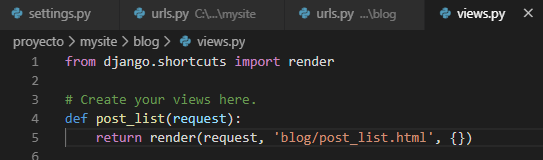 settings.py urls.py C:\...\mysite urls.py ...\blog views.py
proyecto > mysite > blog > views.py
1 from django.shortcuts import render
2
3 # Create your views here.
4 def post_list(request):
5     return render(request, 'blog/post_list.html', {})
6